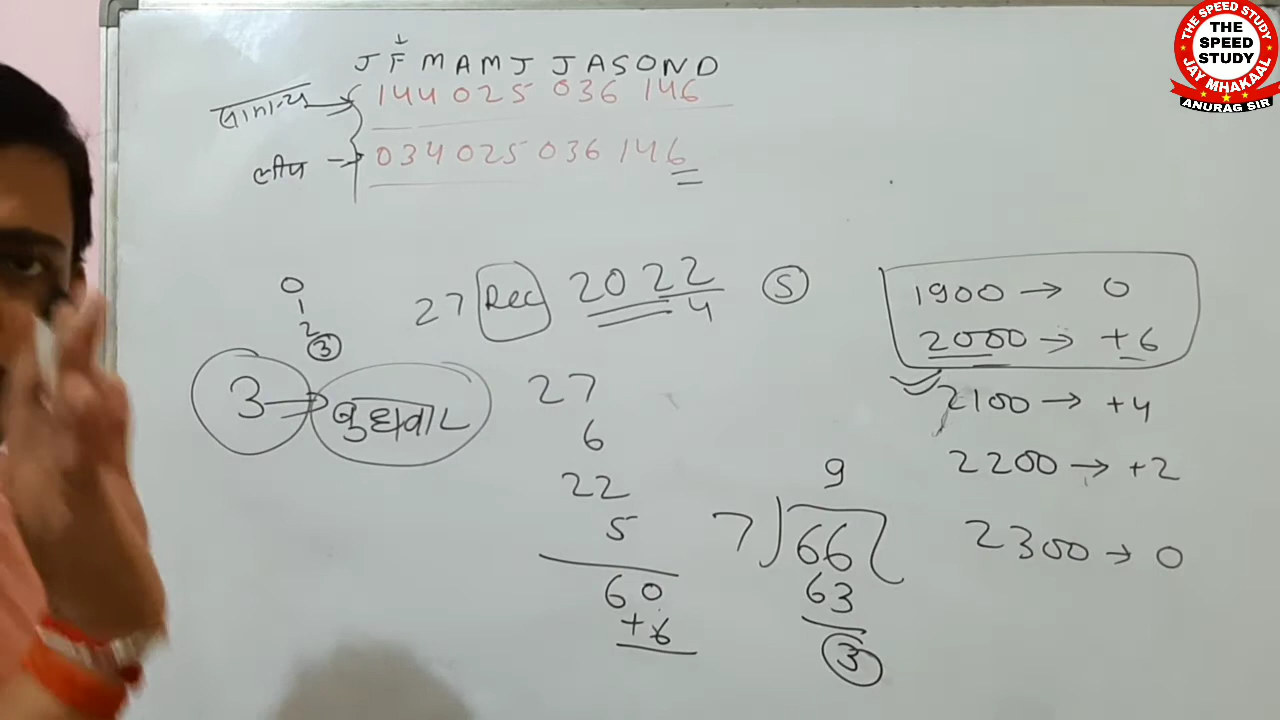 J F M A M J J A S O N D
सामान्य → 144 025 036 146
लीप → 034 025 036 146
27 Dec 2022 5
4
0
1
2
3
3 → बुधवार
27
6
22
5
60
+6
9
7 ) 66 (
63
3
1900 → 0
2000 → +6
2100 → +4
2200 → +2
2300 → 0
THE SPEED STUDY
THE
SPEED
STUDY
JAY MHAKAAL
ANURAG SIR